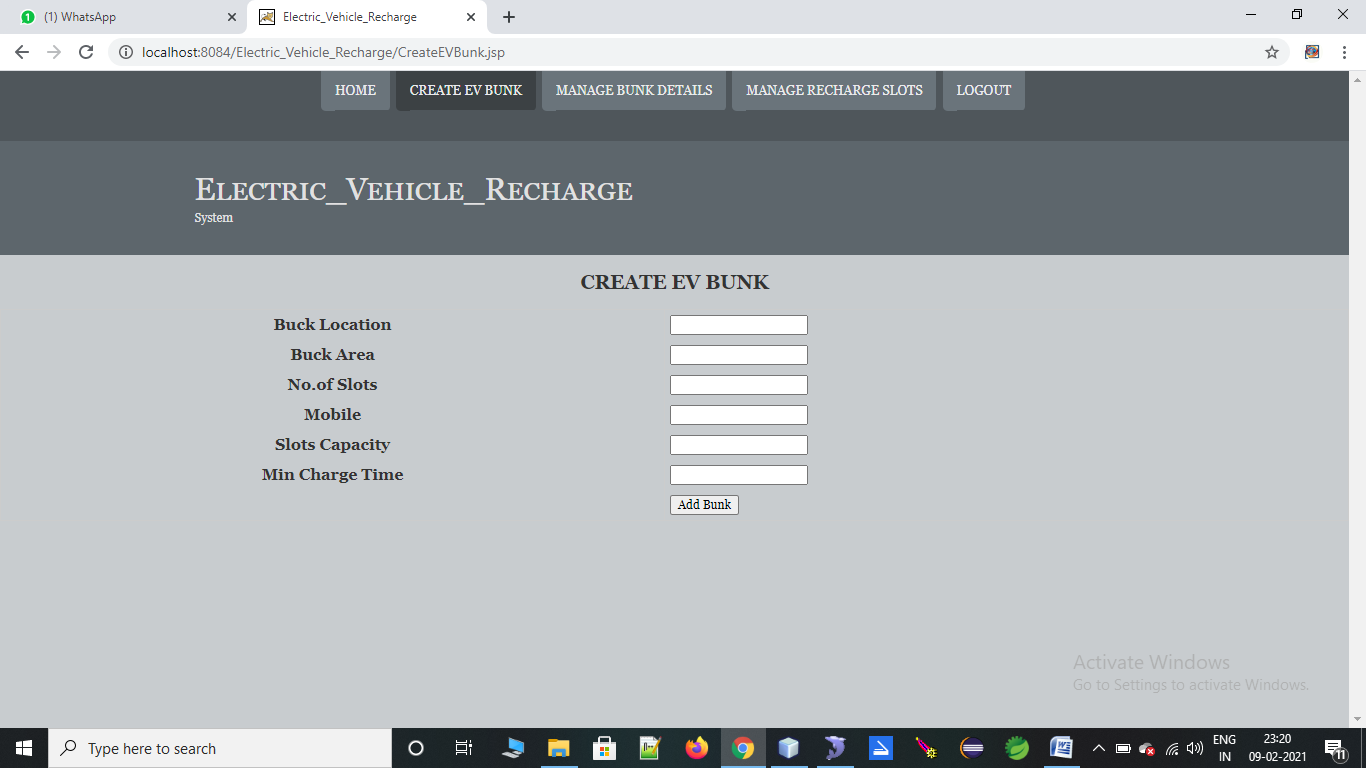 (1) WhatsApp
Electric_Vehicle_Recharge
localhost:8084/Electric_Vehicle_Recharge/CreateEVBunk.jsp
HOME CREATE EV BUNK MANAGE BUNK DETAILS MANAGE RECHARGE SLOTS LOGOUT
Electric_Vehicle_Recharge
System
CREATE EV BUNK
Buck Location
Buck Area
No.of Slots
Mobile
Slots Capacity
Min Charge Time
Add Bunk
Activate Windows
Go to Settings to activate Windows.
Type here to search
ENG
IN
23:20
09-02-2021
11